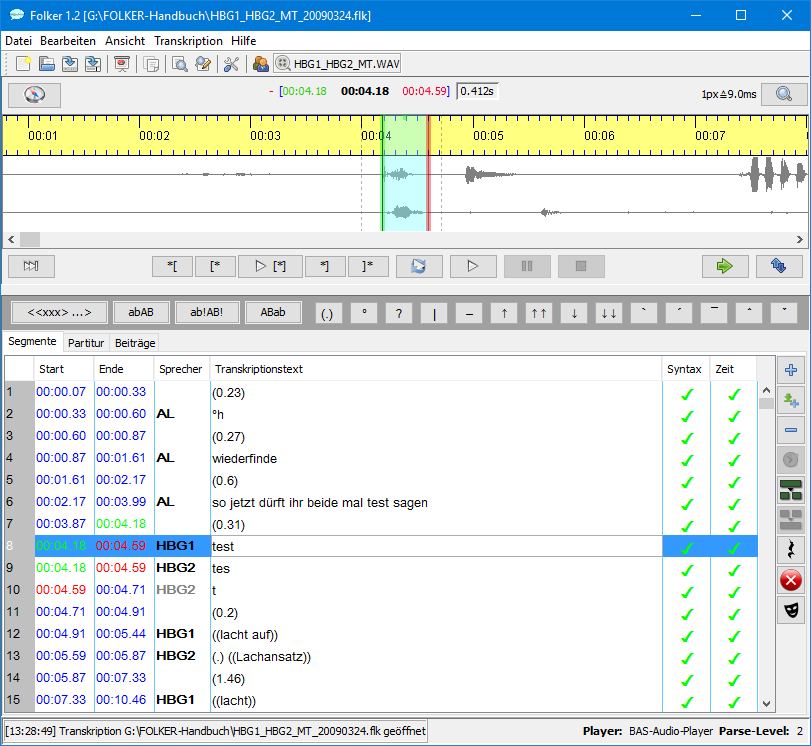 Folker 1.2 [G:\FOLKER-Handbuch\HBG1_HBG2_MT_20090324.flk]
Datei Bearbeiten Ansicht Transkription Hilfe
HBG1_HBG2_MT.WAV
- [00:04.18 00:04.18 00:04.59] 0.412s 1px≙9.0ms
00:01 00:02 00:03 00:04 00:05 00:06 00:07
*[ [* [*] *] ]*
<<xxx> ...> abAB ab!AB! ABab (.) ° ? | – ↑ ↑↑ ↓ ↓↓ ` ´ ¯ ˆ ˇ
Segmente Partitur Beiträge
Start Ende Sprecher Transkriptionstext Syntax Zeit
1 00:00.07 00:00.33 (0.23)
2 00:00.33 00:00.60 AL °h
3 00:00.60 00:00.87 (0.27)
4 00:00.87 00:01.61 AL wiederfinde
5 00:01.61 00:02.17 (0.6)
6 00:02.17 00:03.99 AL so jetzt dürft ihr beide mal test sagen
7 00:03.87 00:04.18 (0.31)
8 00:04.18 00:04.59 HBG1 test
9 00:04.18 00:04.59 HBG2 tes
10 00:04.59 00:04.71 HBG2 t
11 00:04.71 00:04.91 (0.2)
12 00:04.91 00:05.44 HBG1 ((lacht auf))
13 00:05.59 00:05.87 HBG2 (.) ((Lachansatz))
14 00:05.87 00:07.33 (1.46)
15 00:07.33 00:10.46 HBG1 ((lacht))
[13:28:49] Transkription G:\FOLKER-Handbuch\HBG1_HBG2_MT_20090324.flk geöffnet Player: BAS-Audio-Player Parse-Level: 2